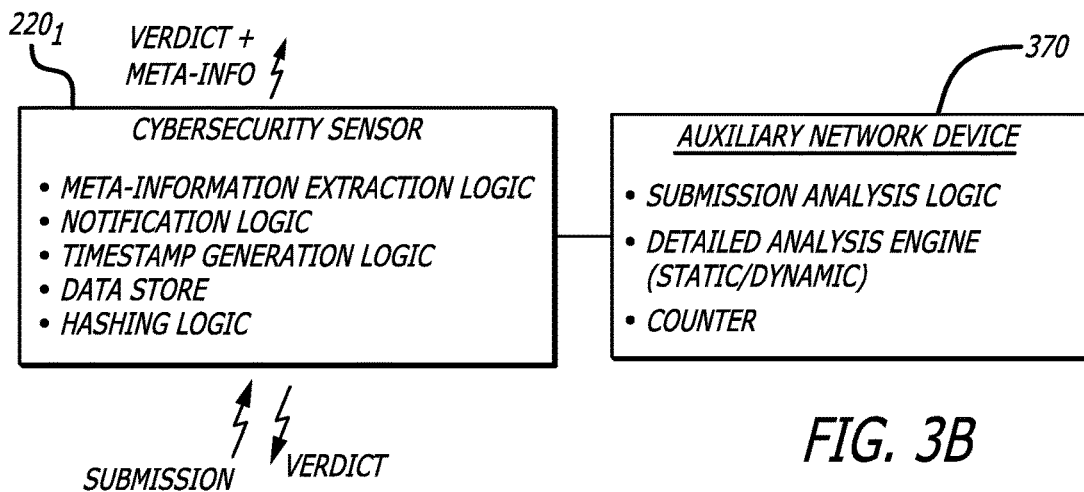 220₁
VERDICT +
META-INFO
370
CYBERSECURITY SENSOR
• META-INFORMATION EXTRACTION LOGIC
• NOTIFICATION LOGIC
• TIMESTAMP GENERATION LOGIC
• DATA STORE
• HASHING LOGIC
AUXILIARY NETWORK DEVICE
• SUBMISSION ANALYSIS LOGIC
• DETAILED ANALYSIS ENGINE
(STATIC/DYNAMIC)
• COUNTER
SUBMISSION
VERDICT
FIG. 3B